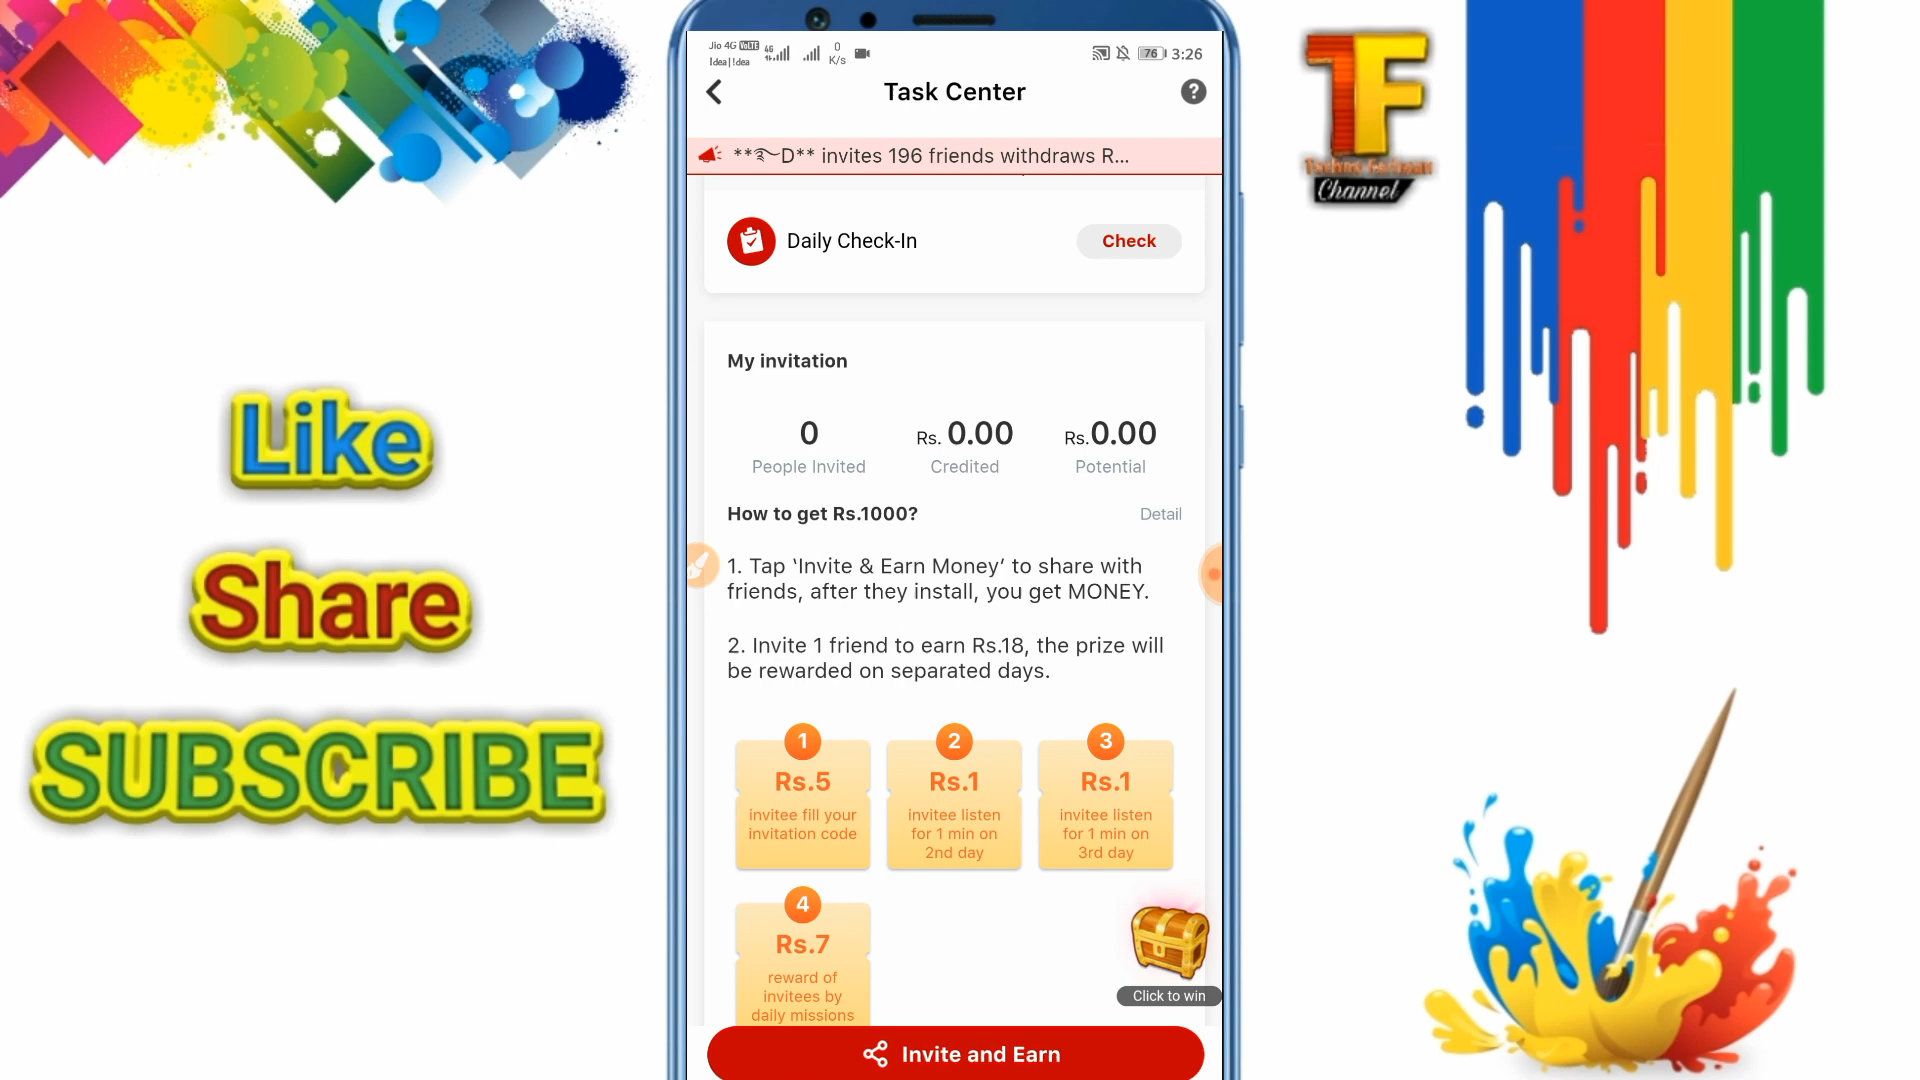 Jio 4G VoLTE
4G
0
K/s
Idea | !dea
76
3:26
Task Center
?
**࿐D** invites 196 friends withdraws R...
Daily Check-In
Check
My invitation
0
Rs. 0.00
Rs.0.00
People Invited
Credited
Potential
How to get Rs.1000?
Detail
1. Tap ‘Invite & Earn Money’ to share with
friends, after they install, you get MONEY.
2. Invite 1 friend to earn Rs.18, the prize will
be rewarded on separated days.
1
Rs.5
invitee fill your
invitation code
2
Rs.1
invitee listen
for 1 min on
2nd day
3
Rs.1
invitee listen
for 1 min on
3rd day
4
Rs.7
reward of
invitees by
daily missions
Click to win
Invite and Earn
Like
Share
SUBSCRIBE
TF
Channel